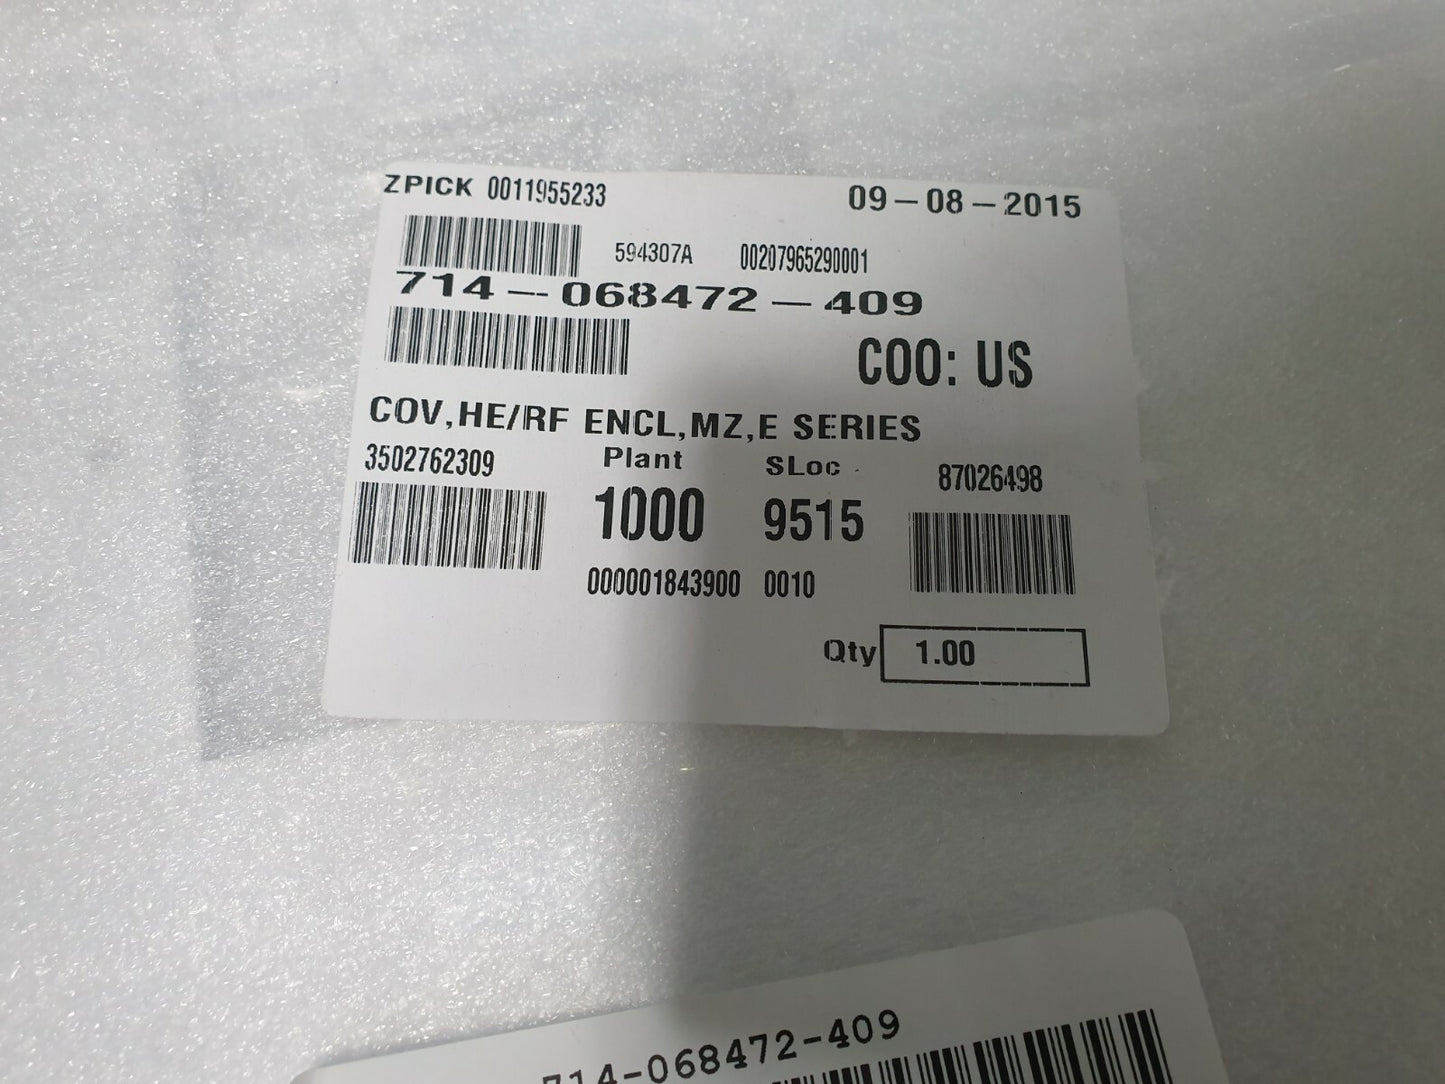 ZPICK 0011955233 09-08-2015
594307A 00207965290001
714-068472-409
COO: US
COV,HE/RF ENCL,MZ,E SERIES
3502762309 Plant SLoc 87026498
1000 9515
000001843900 0010
Qty 1.00
714-068472-409